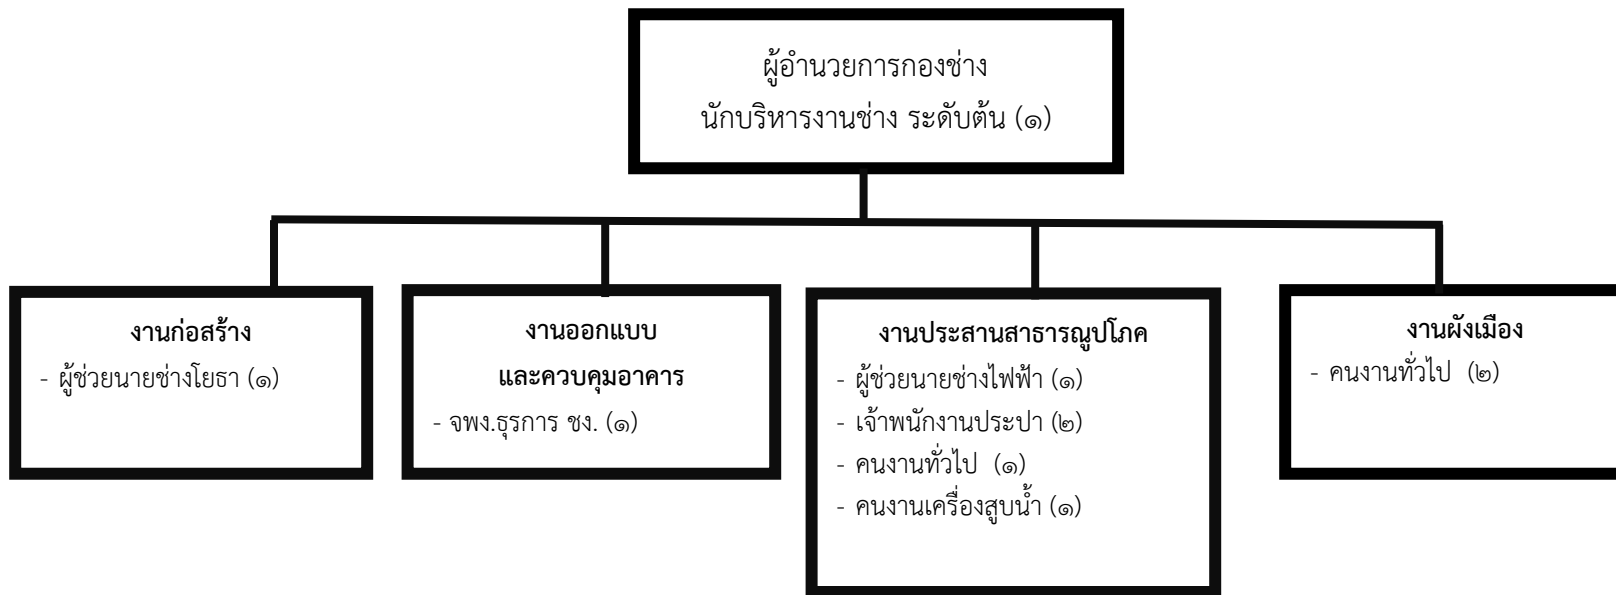 ผู้อำนวยการกองช่าง
นักบริหารงานช่าง ระดับต้น (๑)
งานก่อสร้าง
- ผู้ช่วยนายช่างโยธา (๑)
งานออกแบบ
และควบคุมอาคาร
- จพง.ธุรการ ชง. (๑)
งานประสานสาธารณูปโภค
- ผู้ช่วยนายช่างไฟฟ้า (๑)
- เจ้าพนักงานประปา (๒)
- คนงานทั่วไป (๑)
- คนงานเครื่องสูบน้ำ (๑)
งานผังเมือง
- คนงานทั่วไป (๒)